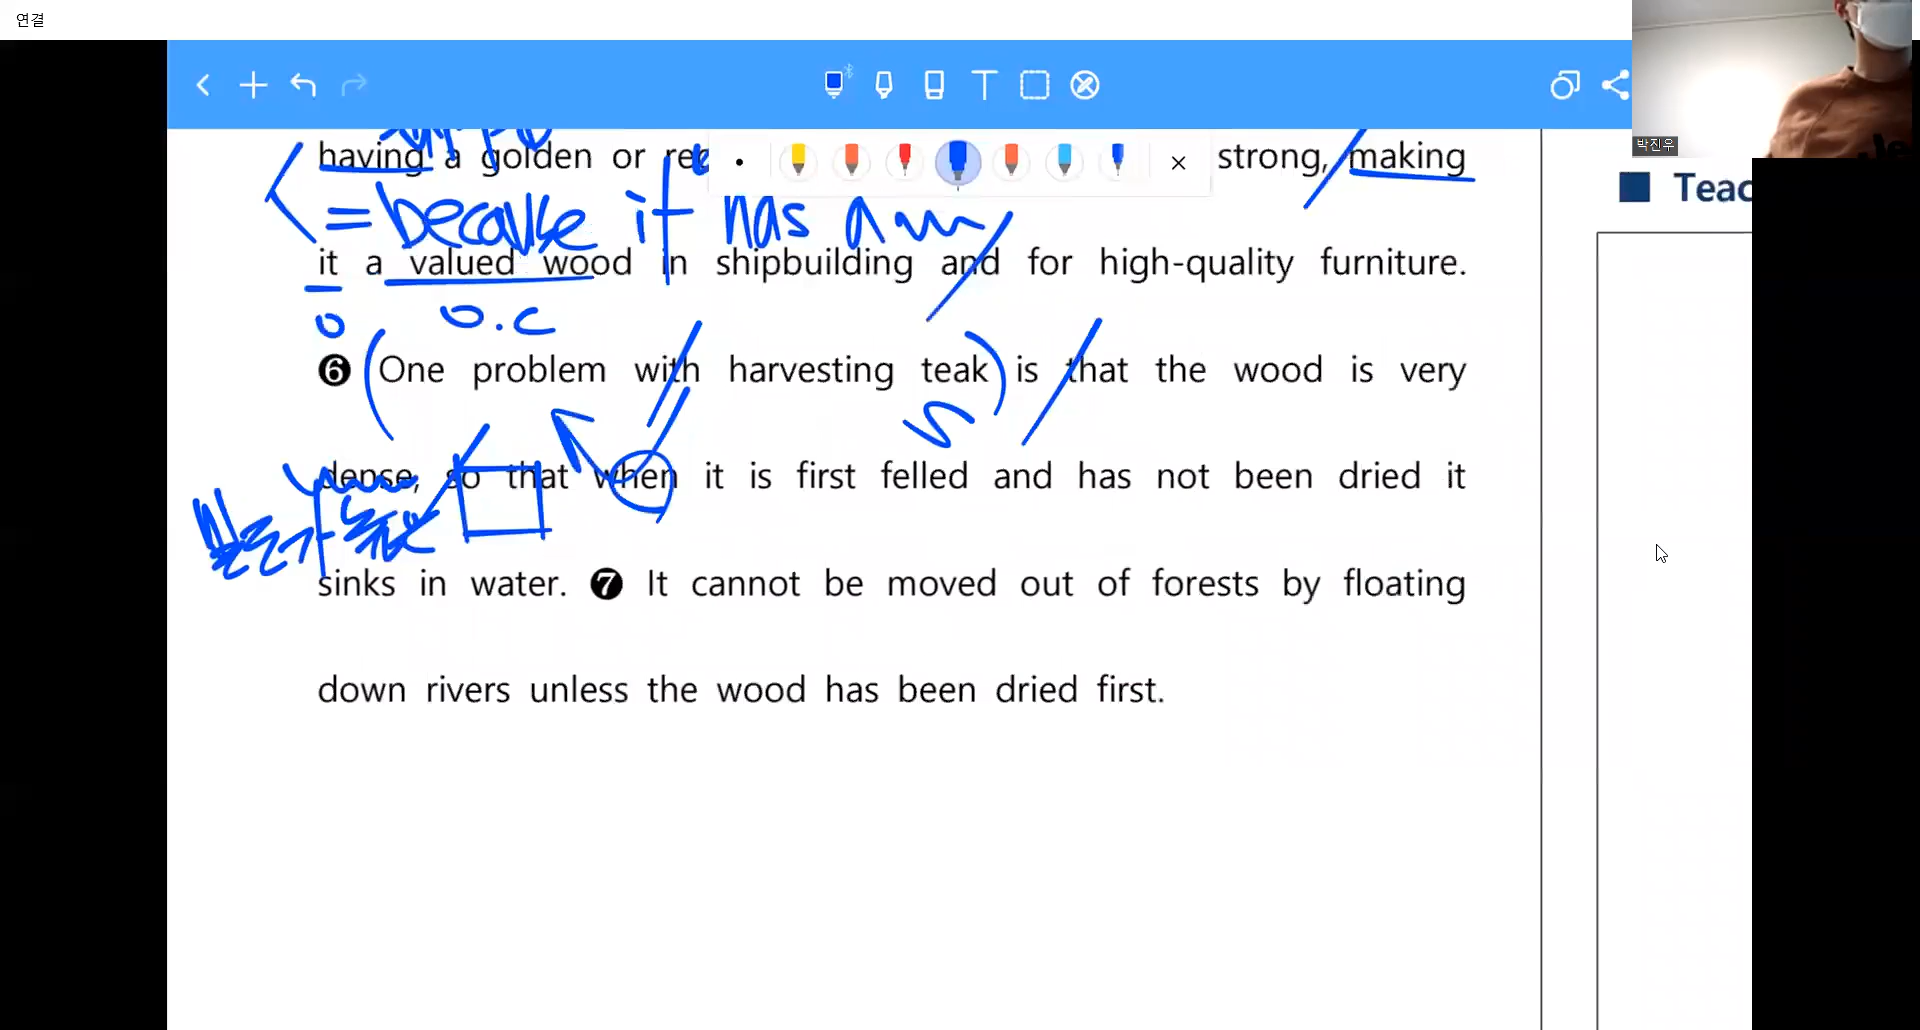 연결
박진우
having a golden or strong, making
Teac
= because it has a
it a valued wood in shipbuilding and for high-quality furniture.
o o.c
❻ (One problem with harvesting teak) is that the wood is very
S
dense, so that when it is first felled and has not been dried it
sinks in water. ❼ It cannot be moved out of forests by floating
down rivers unless the wood has been dried first.